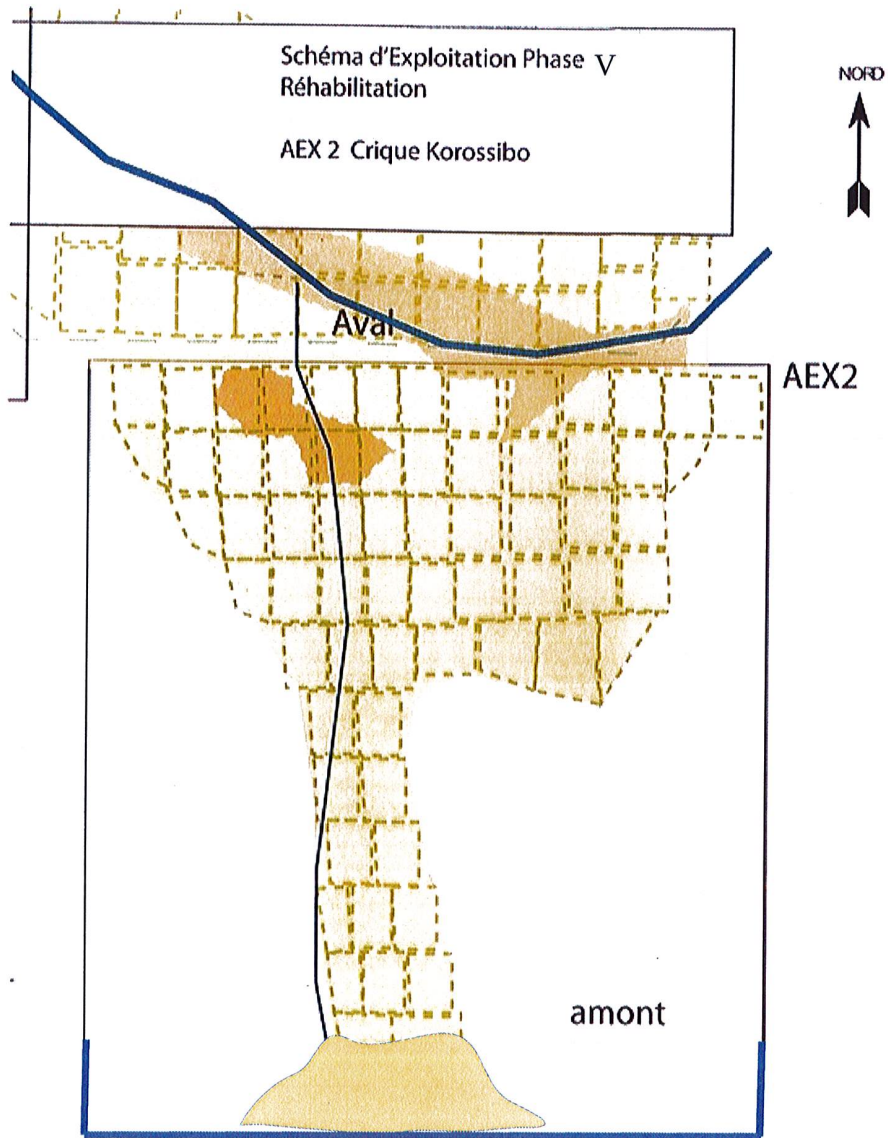 Schéma d'Exploitation Phase V
Réhabilitation
AEX 2 Crique Korossibo
NORD
Aval
AEX2
amont